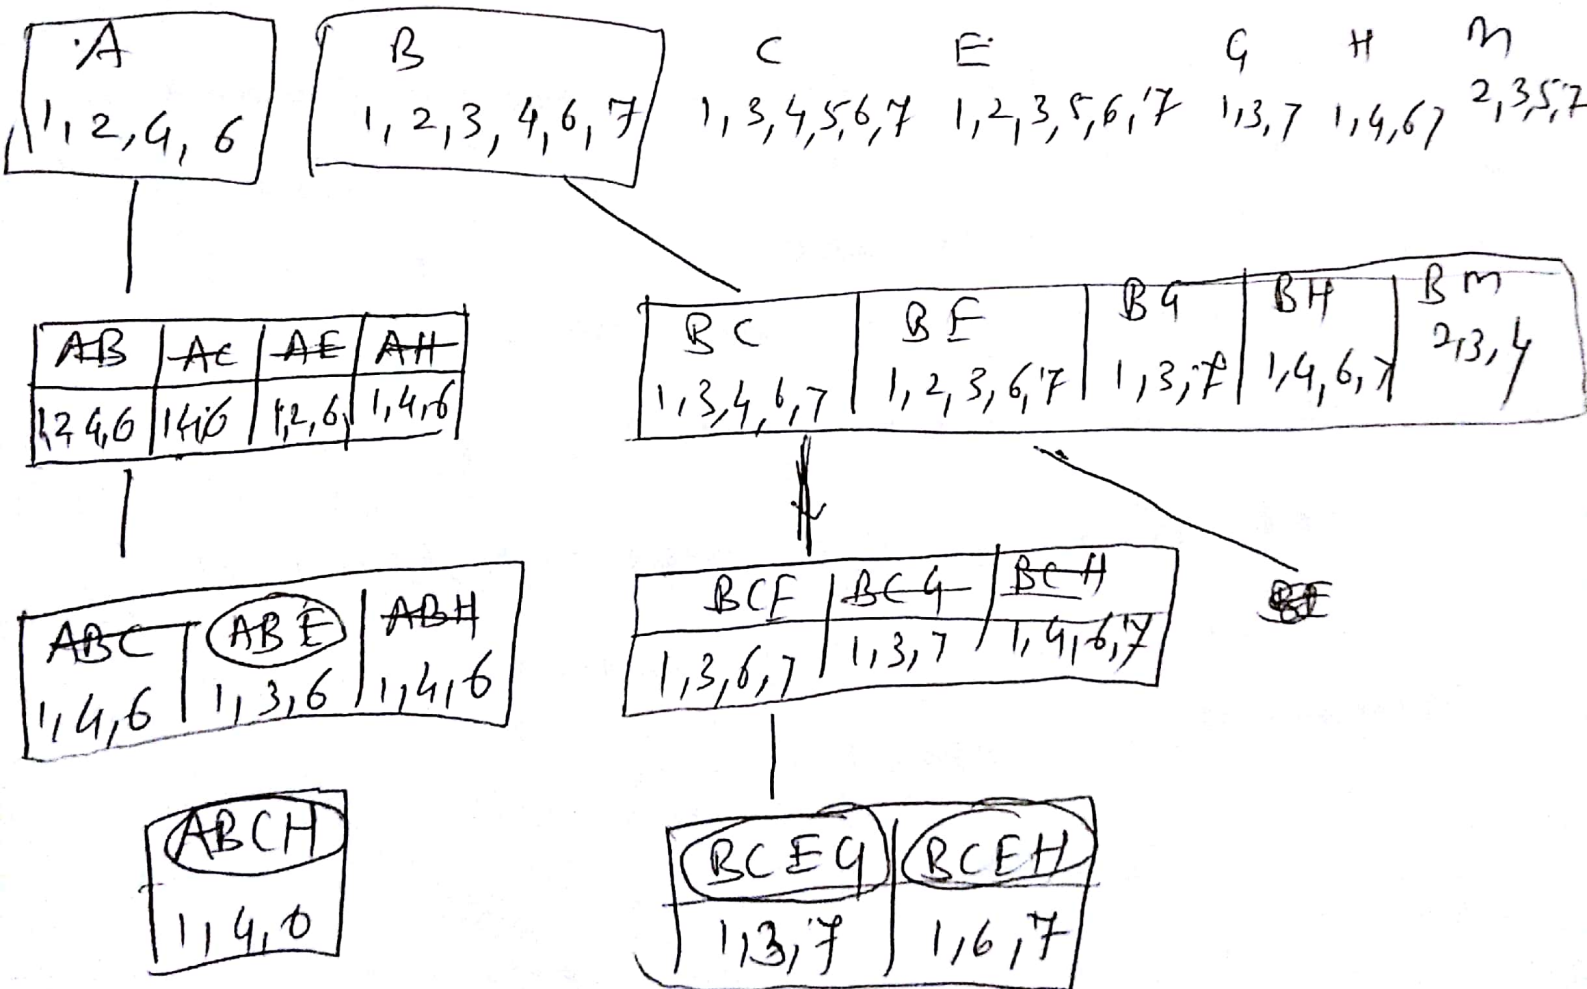 A B C E G H M
1, 2, 4, 6 1, 2, 3, 4, 6, 7 1, 3, 4, 5, 6, 7 1, 2, 3, 5, 6, 7 1, 3, 7 1, 4, 6 7 2, 3, 5, 7
AB AC AE AH
1, 2 4, 6 1, 4, 6 1, 2, 6, 1, 4, 6
BC BE BG BH BM
1, 3, 4, 6, 7 1, 2, 3, 6, 7 1, 3, 7 1, 4, 6, 7 2, 3, 4
ABC ABE ABH
1, 4, 6 1, 3, 6 1, 4, 6
BCE BCG BCH
1, 3, 6, 7 1, 3, 7 1, 4, 6, 7
ABCH
1, 4, 6
BCEG BCEH
1, 3, 7 1, 6, 7